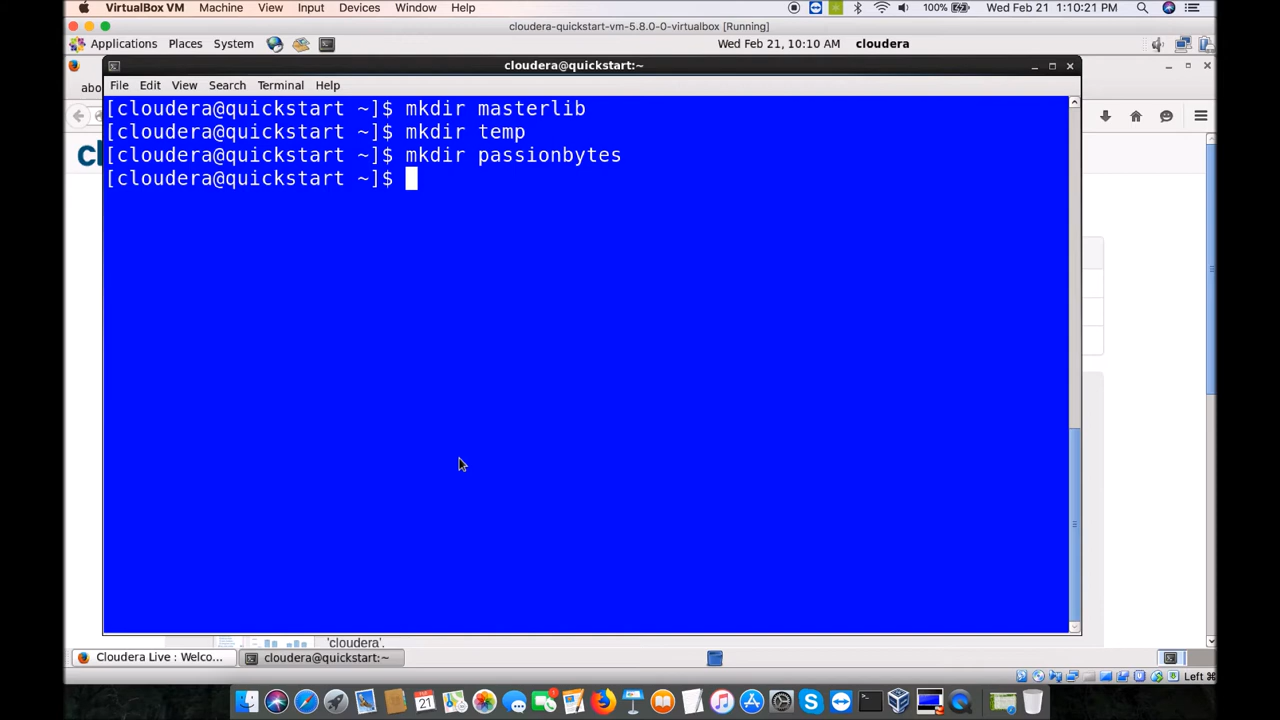 VirtualBox VM Machine View Input Devices Window Help 100% Wed Feb 21 1:10:21 PM
cloudera-quickstart-vm-5.8.0-0-virtualbox [Running]
Applications Places System Wed Feb 21, 10:10 AM cloudera
cloudera@quickstart:~
File Edit View Search Terminal Help
abo
[cloudera@quickstart ~]$ mkdir masterlib
[cloudera@quickstart ~]$ mkdir temp
[cloudera@quickstart ~]$ mkdir passionbytes
[cloudera@quickstart ~]$
cl
'cloudera'.
Cloudera Live : Welco... cloudera@quickstart:~
Left ⌘
21